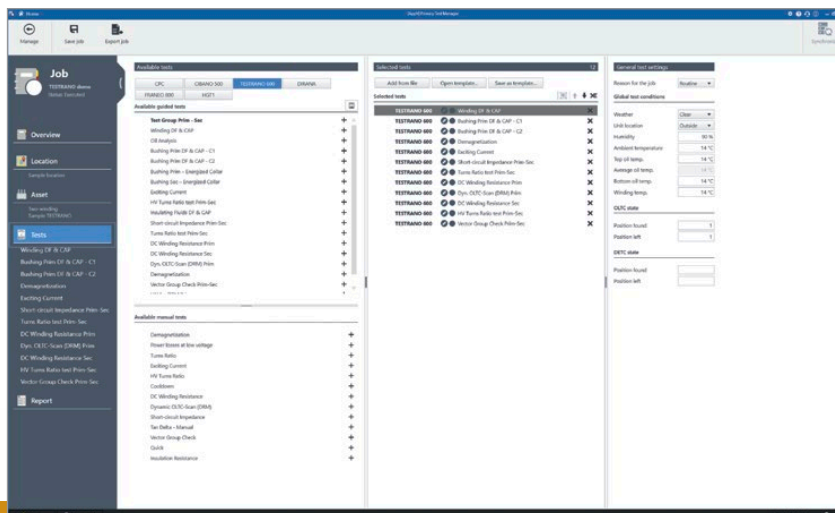 Home
Primary Test Manager
Manage
Save job
Export job
Synchronize
Job
TESTRANO demo
Status: Executed
Overview
Location
Sample location
Asset
Two-winding
Sample TESTRANO
Tests
Winding DF & CAP
Bushing Prim DF & CAP - C1
Bushing Prim DF & CAP - C2
Demagnetization
Exciting Current
Short-circuit Impedance Prim-Sec
Turns Ratio test Prim-Sec
DC Winding Resistance Prim
Dyn. OLTC-Scan (DRM) Prim
DC Winding Resistance Sec
HV Turns Ratio test Prim-Sec
Vector Group Check Prim-Sec
Report
Available tests
CPC
CIBANO 500
TESTRANO 600
DIRANA
FRANEO 800
Available guided tests
Test Group Prim - Sec
Winding DF & CAP
Oil Analysis
Bushing Prim DF & CAP - C1
Bushing Prim DF & CAP - C2
Bushing Prim - Energized Collar
Bushing Sec - Energized Collar
Exciting Current
HV Turns Ratio test Prim-Sec
Insulating Fluids DF & CAP
Short-circuit Impedance Prim-Sec
Turns Ratio test Prim-Sec
DC Winding Resistance Prim
DC Winding Resistance Sec
Dyn. OLTC-Scan (DRM) Prim
Demagnetization
Vector Group Check Prim-Sec
Available manual tests
Demagnetization
Power losses at low voltage
Turns Ratio
Exciting Current
HV Turns Ratio
Cooldown
DC Winding Resistance
Dynamic OLTC-Scan (DRM)
Short-circuit Impedance
Tan Delta - Manual
Vector Group Check
Quick
Insulation Resistance
Selected tests 12
Add from file
Open template...
Save as template...
Selected tests
TESTRANO 600 Winding DF & CAP
TESTRANO 600 Bushing Prim DF & CAP - C1
TESTRANO 600 Bushing Prim DF & CAP - C2
TESTRANO 600 Demagnetization
TESTRANO 600 Exciting Current
TESTRANO 600 Short-circuit Impedance Prim-Sec
TESTRANO 600 Turns Ratio test Prim-Sec
TESTRANO 600 DC Winding Resistance Prim
TESTRANO 600 Dyn. OLTC-Scan (DRM) Prim
TESTRANO 600 DC Winding Resistance Sec
TESTRANO 600 HV Turns Ratio test Prim-Sec
TESTRANO 600 Vector Group Check Prim-Sec
General test settings
Reason for the job Routine
Global test conditions
Weather Clear
Unit location Outside
Humidity 50 %
Ambient temperature 14 °C
Top oil temp. 14 °C
Average oil temp. 14 °C
Bottom oil temp. 14 °C
Winding temp. 14 °C
OLTC state
Position found 1
Position left 1
DETC state
Position found
Position left